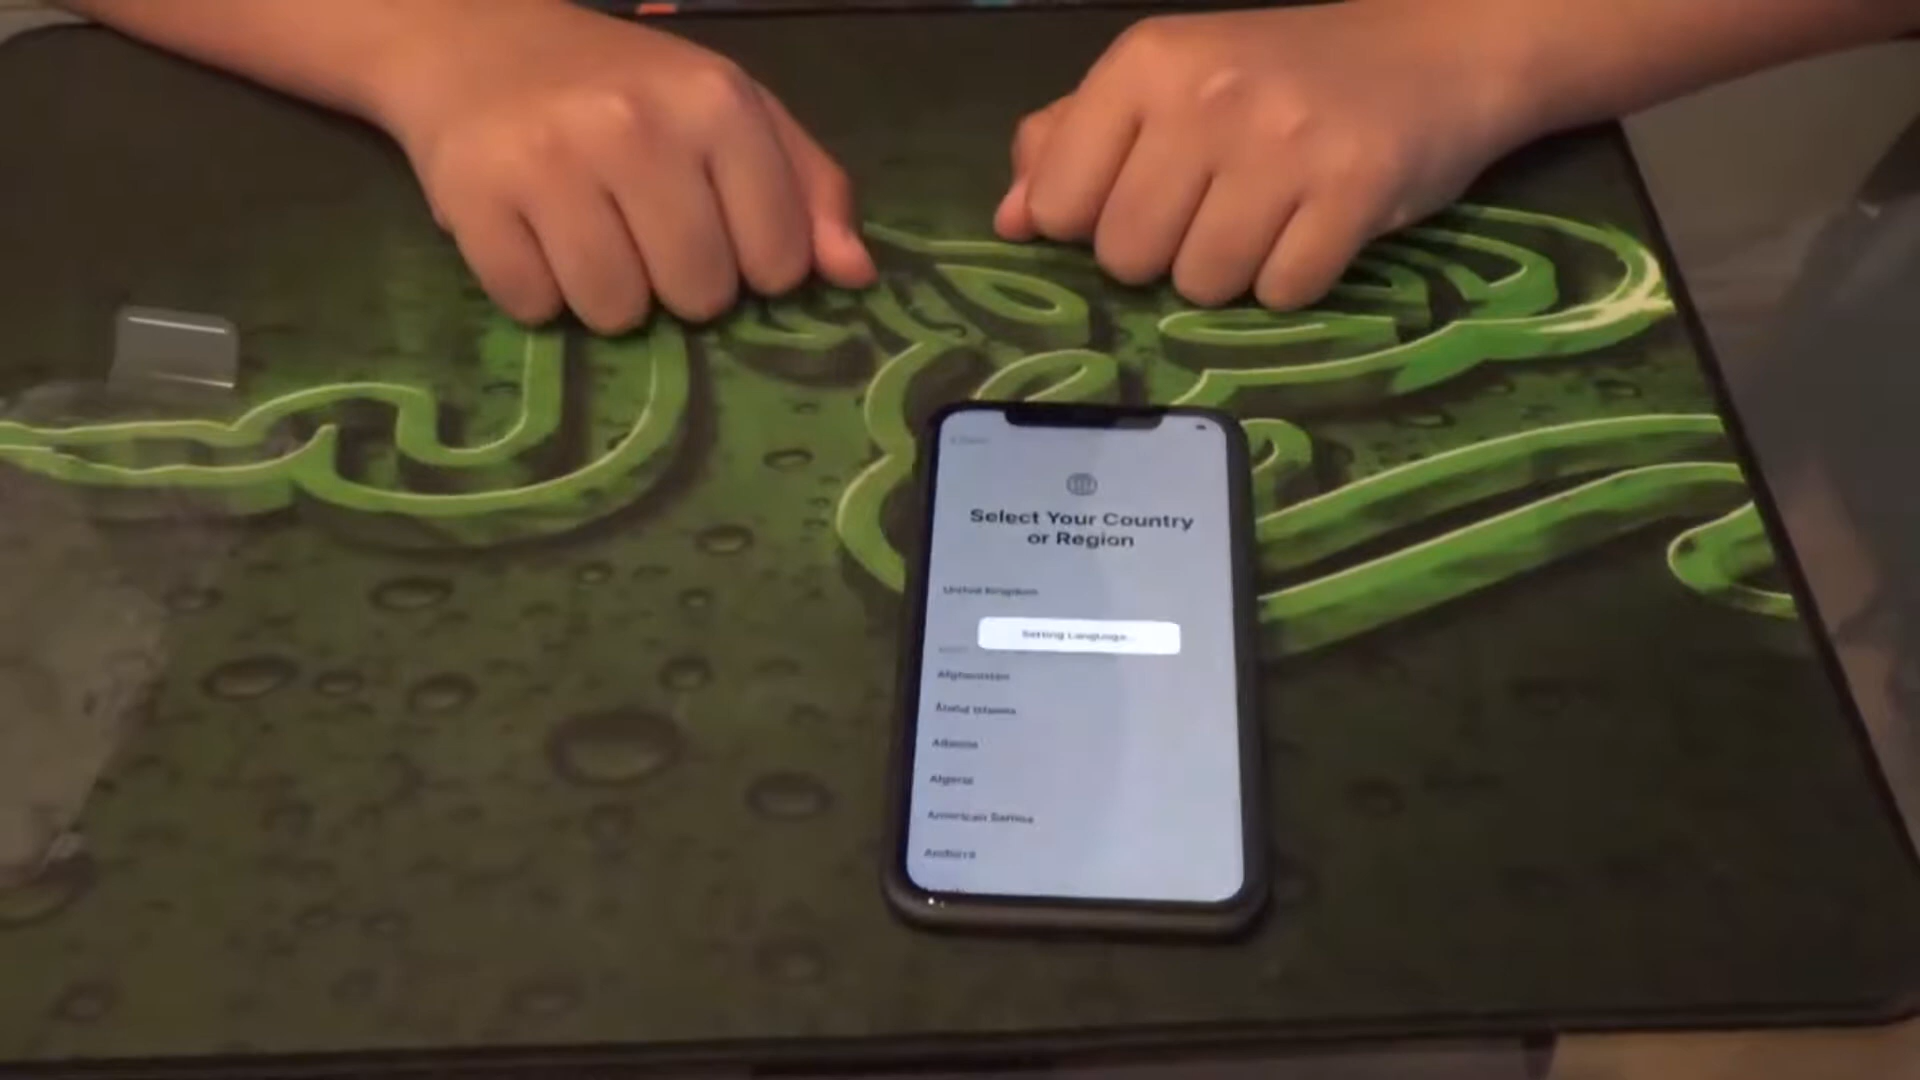 Select Your Country
or Region
United Kingdom
Setting Language...
Afghanistan
Åland Islands
Albania
Algeria
American Samoa
Andorra